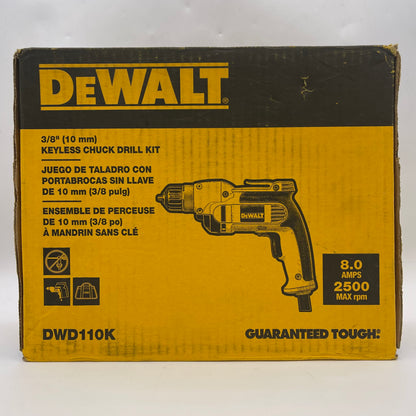 DEWALT
3/8" (10 mm)
KEYLESS CHUCK DRILL KIT
JUEGO DE TALADRO CON
PORTABROCAS SIN LLAVE
DE 10 mm (3/8 pulg)
ENSEMBLE DE PERCEUSE
DE 10 mm (3/8 po)
À MANDRIN SANS CLÉ
DEWALT
8.0
AMPS
2500
MAX rpm
DWD110K
GUARANTEED TOUGH.®